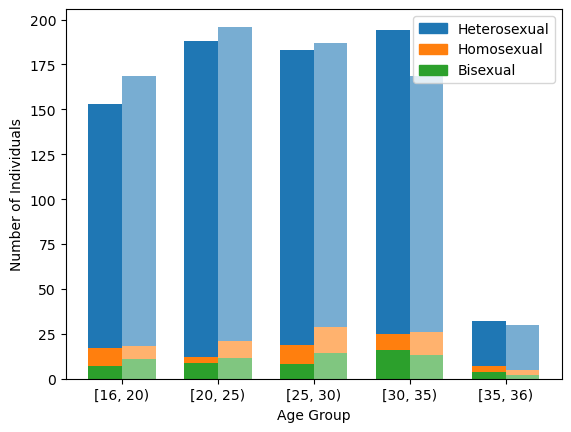 200
175
150
125
100
75
50
25
0
Number of Individuals
Heterosexual
Homosexual
Bisexual
[16, 20)
[20, 25)
[25, 30)
[30, 35)
[35, 36)
Age Group